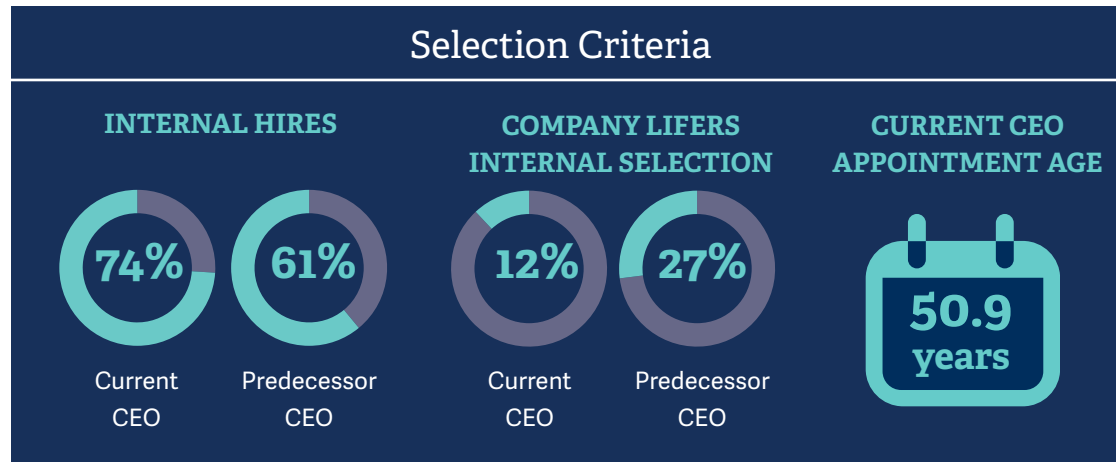 Selection Criteria
INTERNAL HIRES
74%
61%
Current
CEO
Predecessor
CEO
COMPANY LIFERS
INTERNAL SELECTION
12%
27%
Current
CEO
Predecessor
CEO
CURRENT CEO
APPOINTMENT AGE
50.9
years